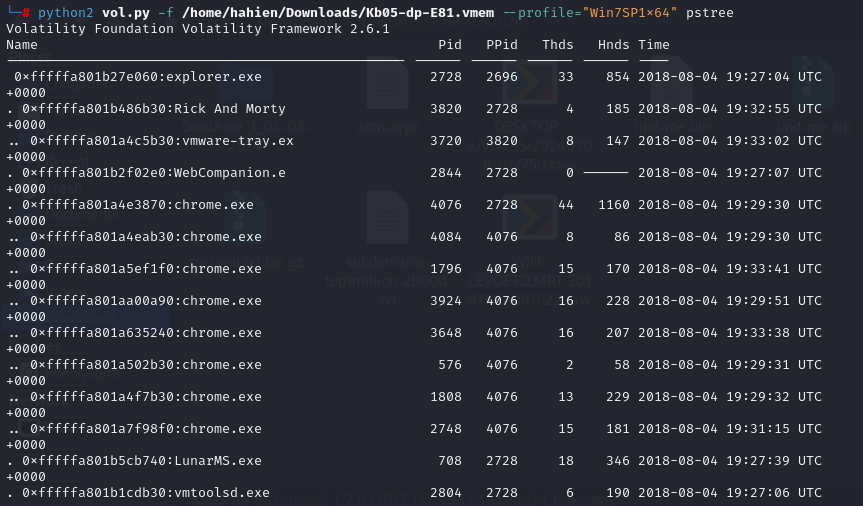 └─# python2 vol.py -f /home/hahien/Downloads/Kb05-dp-E81.vmem --profile="Win7SP1×64" pstree
Volatility Foundation Volatility Framework 2.6.1
Name Pid PPid Thds Hnds Time
0×fffffa801b27e060:explorer.exe 2728 2696 33 854 2018-08-04 19:27:04 UTC
+0000
. 0×fffffa801b486b30:Rick And Morty 3820 2728 4 185 2018-08-04 19:32:55 UTC
+0000
.. 0×fffffa801a4c5b30:vmware-tray.ex 3720 3820 8 147 2018-08-04 19:33:02 UTC
+0000
. 0×fffffa801b2f02e0:WebCompanion.e 2844 2728 0 ------ 2018-08-04 19:27:07 UTC
+0000
. 0×fffffa801a4e3870:chrome.exe 4076 2728 44 1160 2018-08-04 19:29:30 UTC
+0000
.. 0×fffffa801a4eab30:chrome.exe 4084 4076 8 86 2018-08-04 19:29:30 UTC
+0000
.. 0×fffffa801a5ef1f0:chrome.exe 1796 4076 15 170 2018-08-04 19:33:41 UTC
+0000
.. 0×fffffa801aa00a90:chrome.exe 3924 4076 16 228 2018-08-04 19:29:51 UTC
+0000
.. 0×fffffa801a635240:chrome.exe 3648 4076 16 207 2018-08-04 19:33:38 UTC
+0000
.. 0×fffffa801a502b30:chrome.exe 576 4076 2 58 2018-08-04 19:29:31 UTC
+0000
.. 0×fffffa801a4f7b30:chrome.exe 1808 4076 13 229 2018-08-04 19:29:32 UTC
+0000
.. 0×fffffa801a7f98f0:chrome.exe 2748 4076 15 181 2018-08-04 19:31:15 UTC
+0000
. 0×fffffa801b5cb740:LunarMS.exe 708 2728 18 346 2018-08-04 19:27:39 UTC
+0000
. 0×fffffa801b1cdb30:vmtoolsd.exe 2804 2728 6 190 2018-08-04 19:27:06 UTC